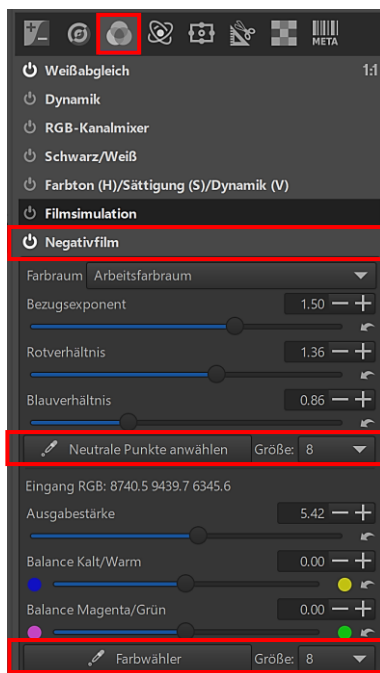 META
Weißabgleich 1:1
Dynamik
RGB-Kanalmixer
Schwarz/Weiß
Farbton (H)/Sättigung (S)/Dynamik (V)
Filmsimulation
Negativfilm
Farbraum Arbeitsfarbraum
Bezugsexponent 1.50
Rotverhältnis 1.36
Blauverhältnis 0.86
Neutrale Punkte anwählen Größe: 8
Eingang RGB: 8740.5 9439.7 6345.6
Ausgabestärke 5.42
Balance Kalt/Warm 0.00
Balance Magenta/Grün 0.00
Farbwähler Größe: 8